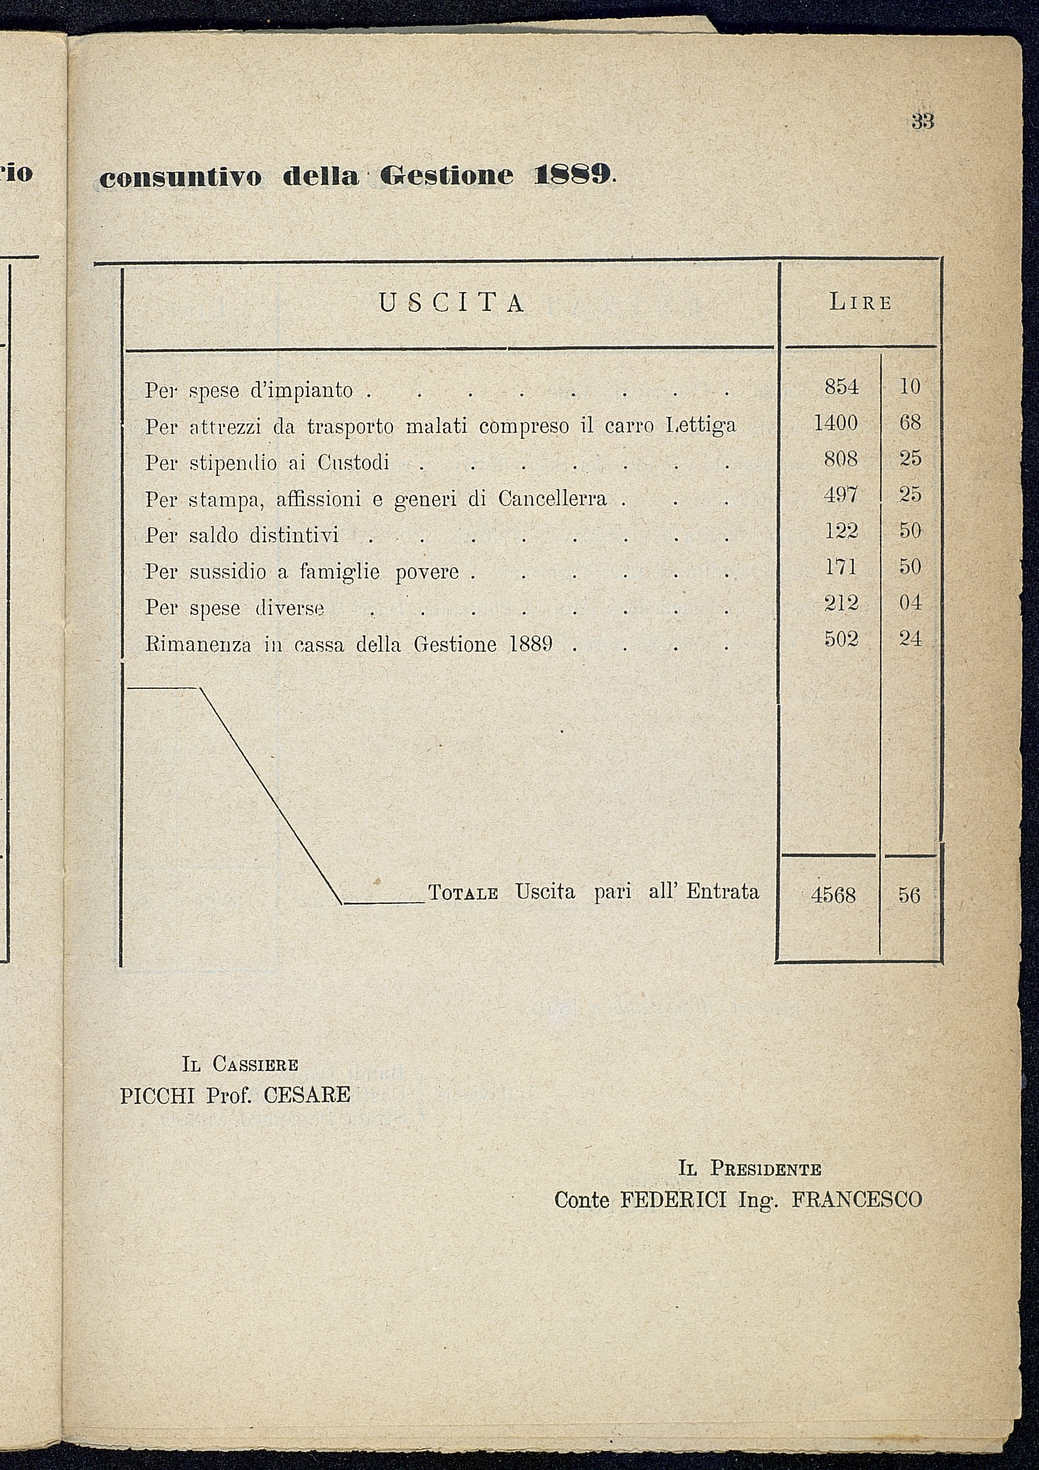 33
rio
consuntivo della Gestione 1889.
USCITA LIRE
Per spese d'impianto . . . . . . . . 854 10
Per attrezzi da trasporto malati compreso il carro Lettiga 1400 68
Per stipendio ai Custodi . . . . . . . 808 25
Per stampa, affissioni e generi di Cancellerra . . . 497 25
Per saldo distintivi . . . . . . . . 122 50
Per sussidio a famiglie povere . . . . . . 171 50
Per spese diverse . . . . . . . . 212 04
Rimanenza in cassa della Gestione 1889 . . . . 502 24
TOTALE Uscita pari all' Entrata 4568 56
IL CASSIERE
PICCHI Prof. CESARE
IL PRESIDENTE
Conte FEDERICI Ing. FRANCESCO